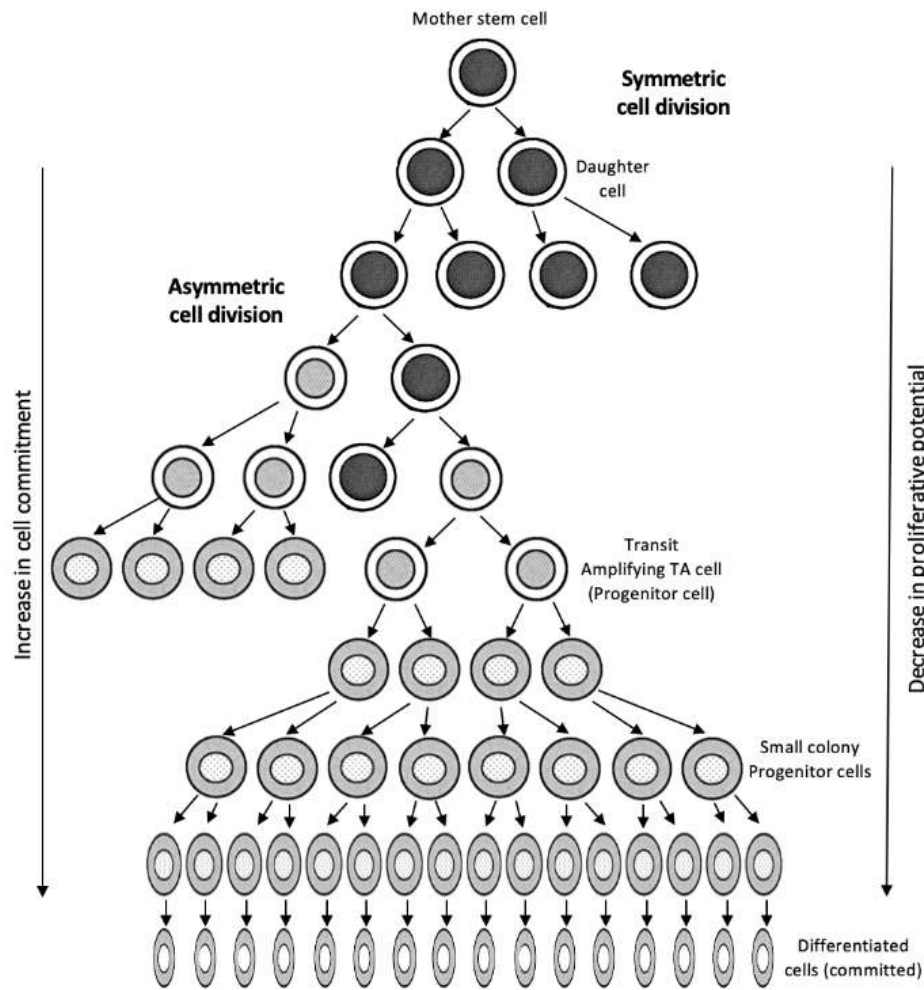 Mother stem cell
Symmetric
cell division
Daughter
cell
Asymmetric
cell division
Increase in cell commitment
Decrease in proliferative potential
Transit
Amplifying TA cell
(Progenitor cell)
Small colony
Progenitor cells
Differentiated
cells (committed)